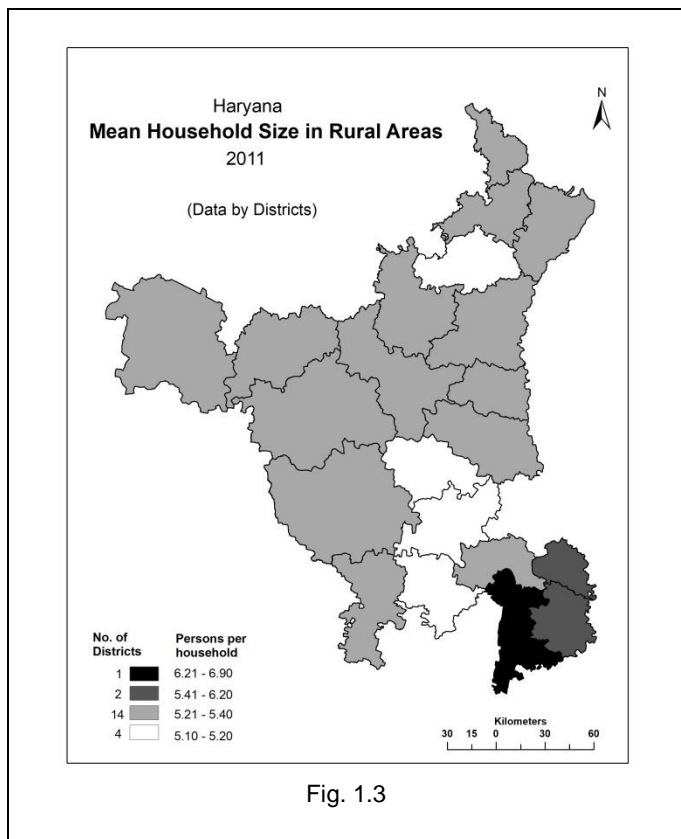 Haryana
Mean Household Size in Rural Areas
2011
(Data by Districts)
N
No. of Districts
Persons per household
1 6.21 - 6.90
2 5.41 - 6.20
14 5.21 - 5.40
4 5.10 - 5.20
Kilometers
30 15 0 30 60
Fig. 1.3